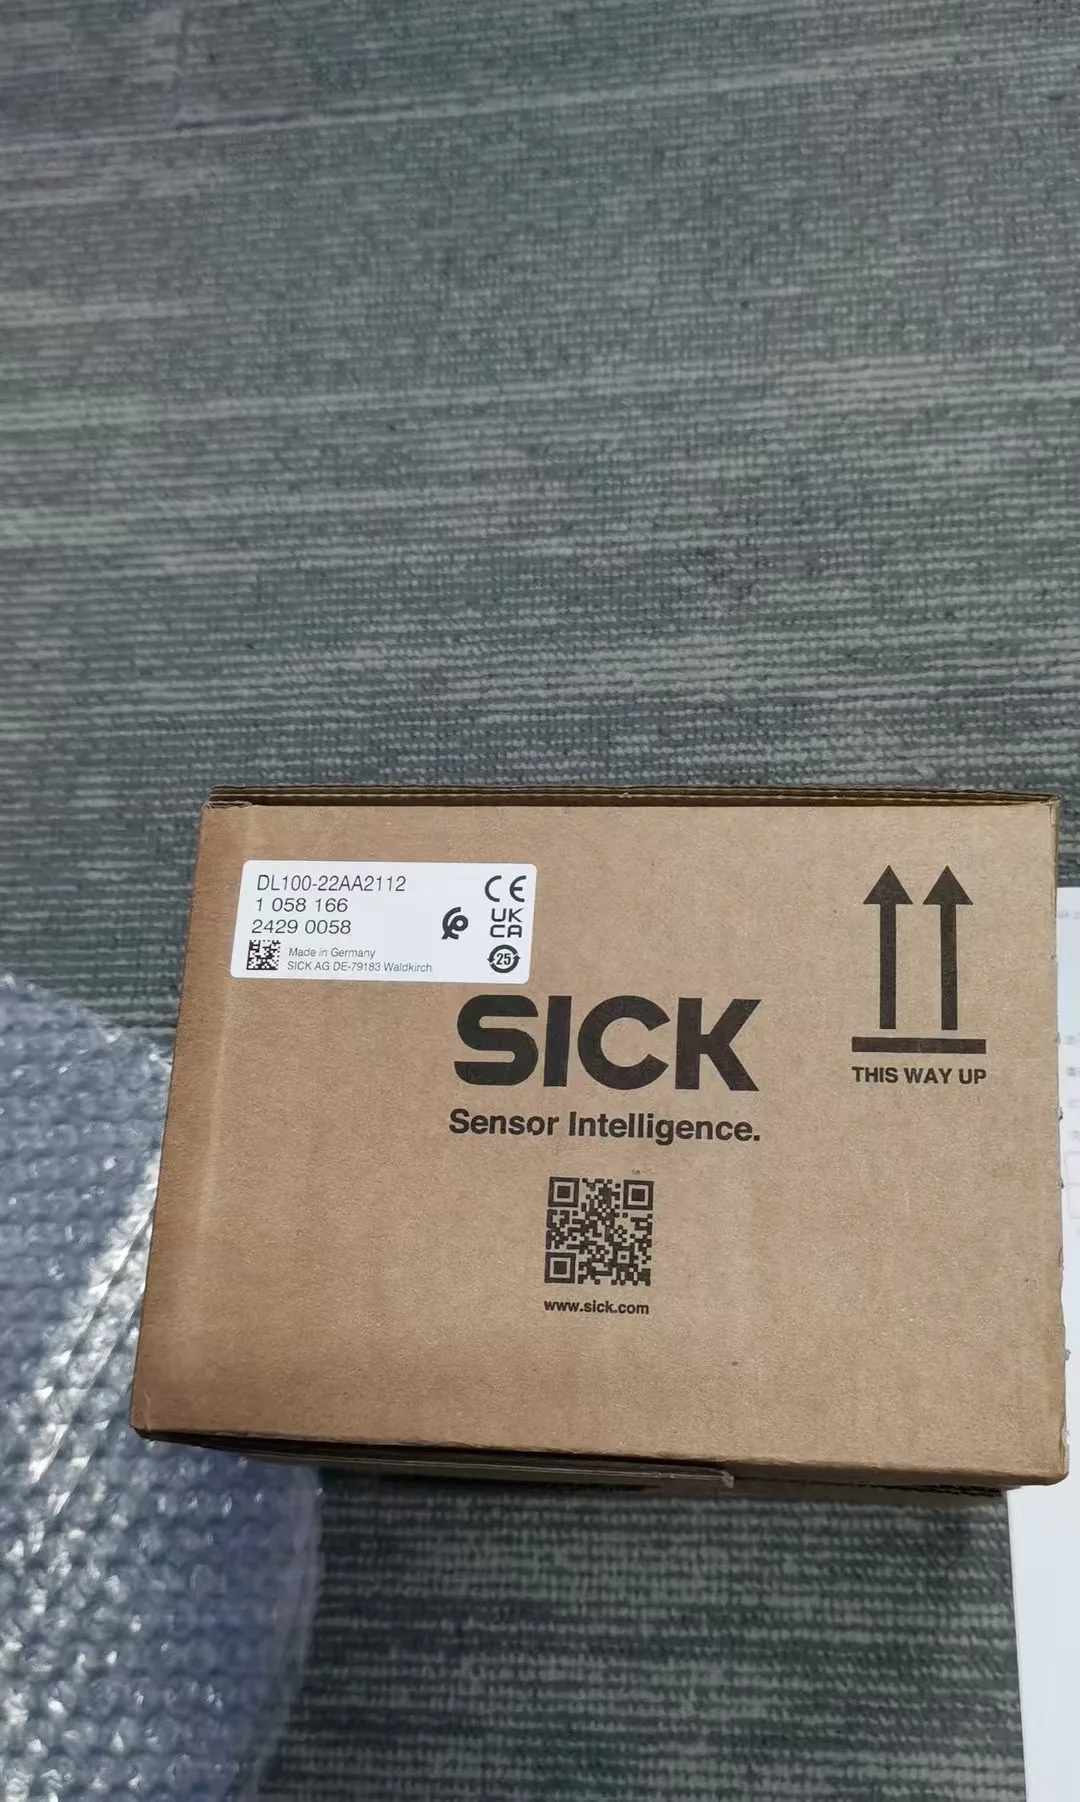 DL100-22AA2112
1 058 166
2429 0058
Made in Germany
SICK AG DE-79183 Waldkirch
CE
UK
CA
25
SICK
Sensor Intelligence.
www.sick.com
THIS WAY UP